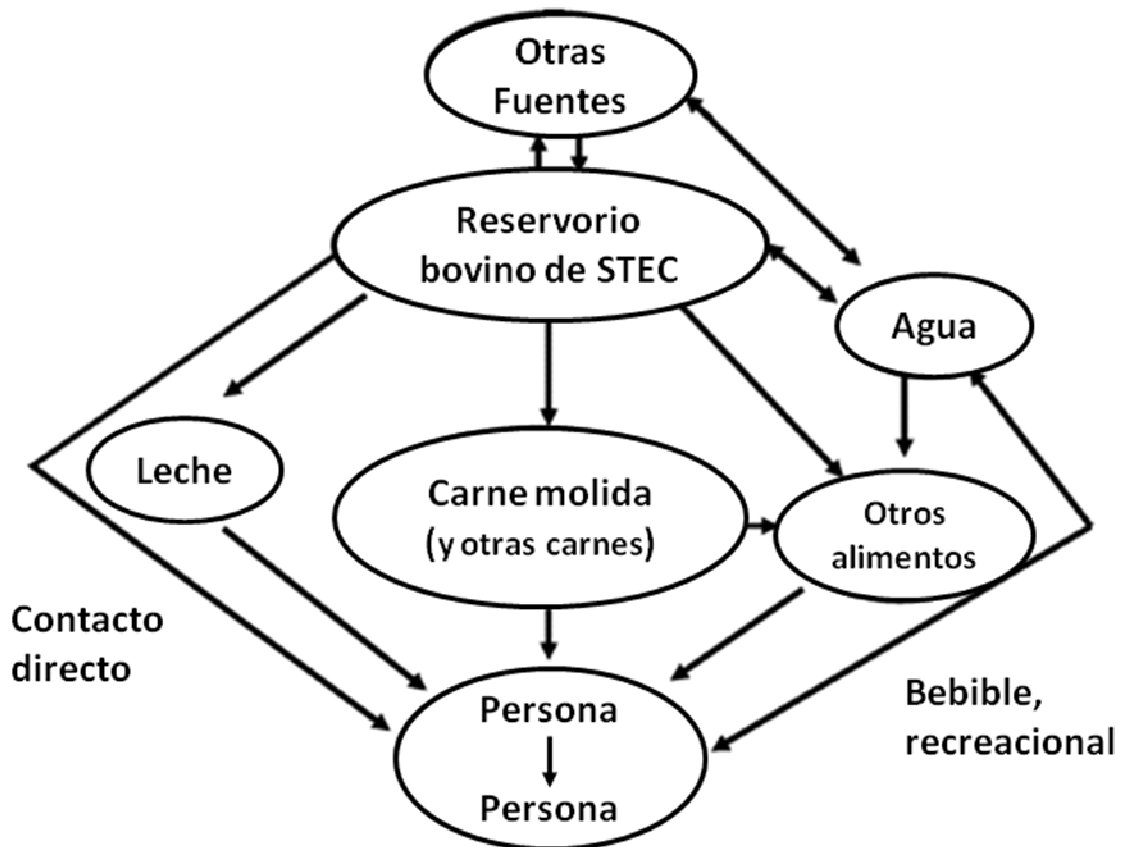 Otras
Fuentes
Reservorio
bovino de STEC
Agua
Leche
Carne molida
(y otras carnes)
Otros
alimentos
Contacto
directo
Persona
Persona
Bebible,
recreacional